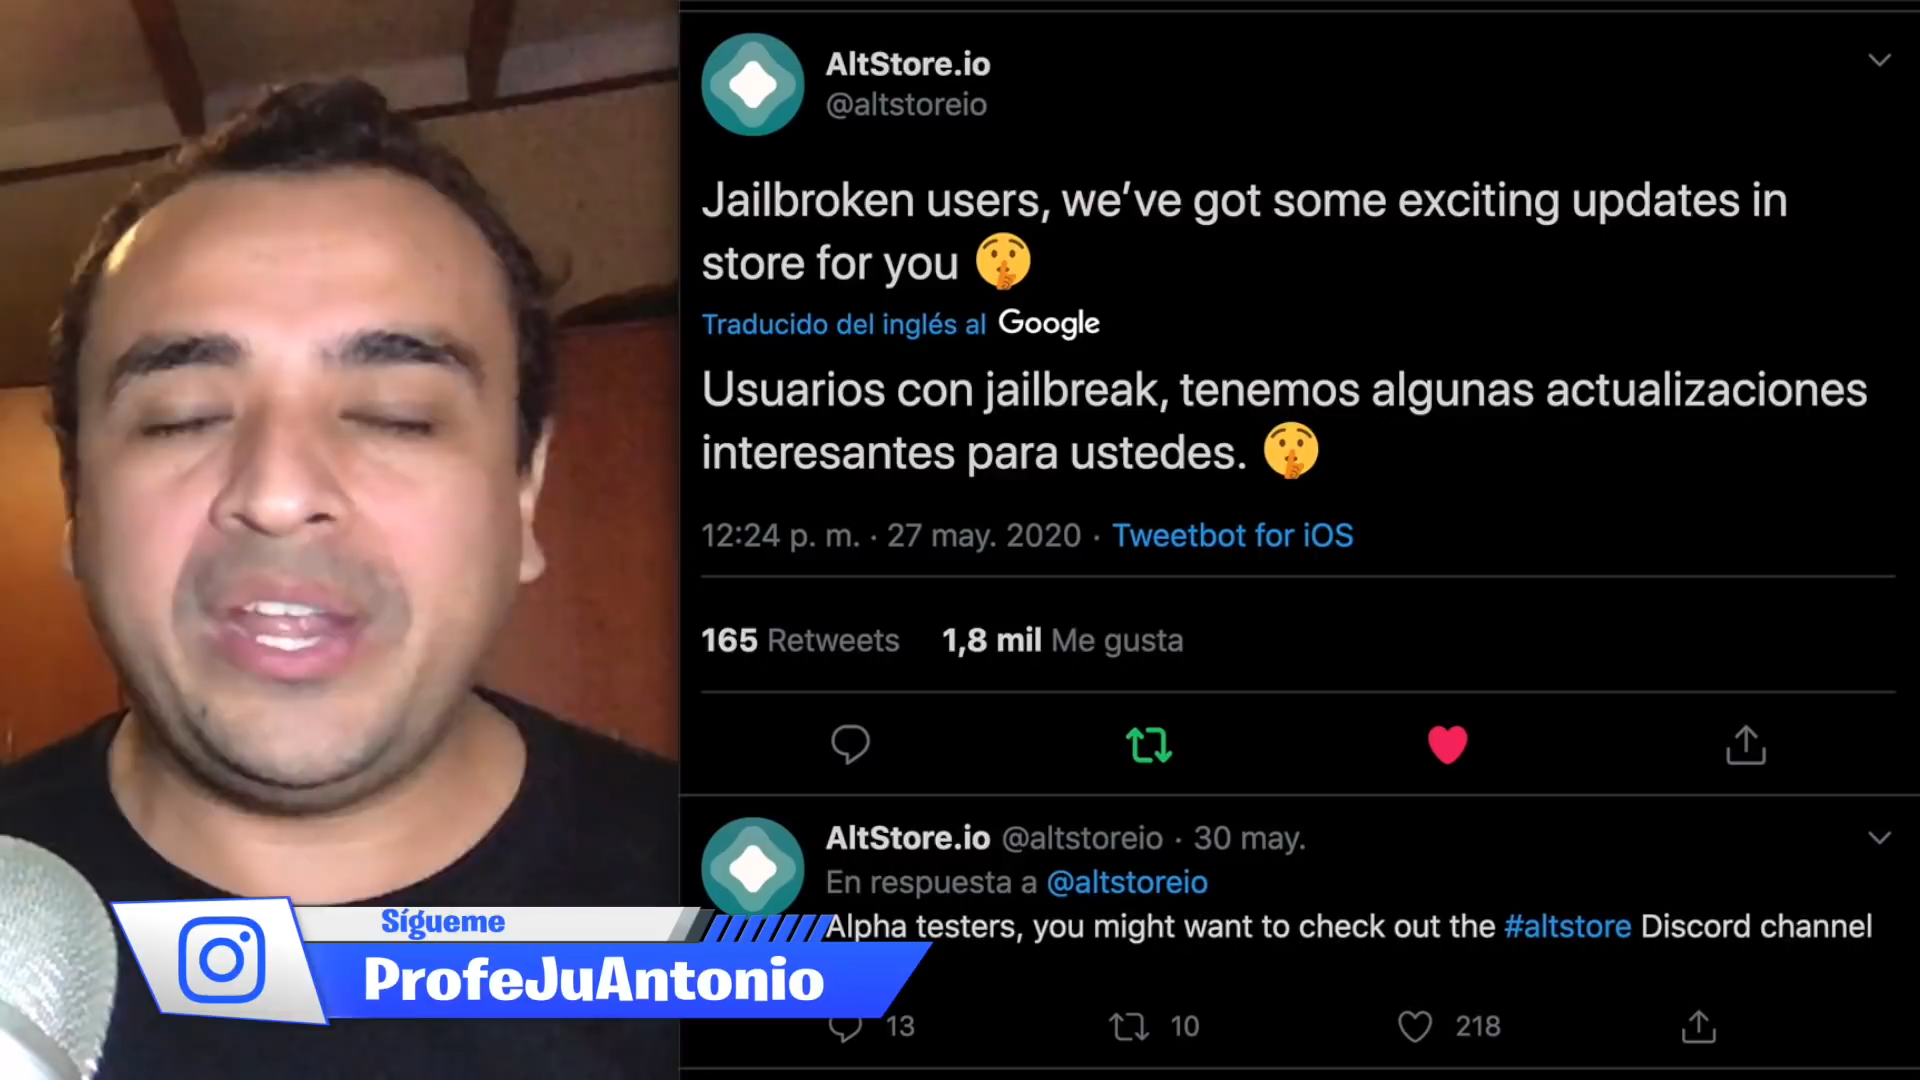 AltStore.io
@altstoreio
Jailbroken users, we've got some exciting updates in
store for you 🤫
Traducido del inglés al Google
Usuarios con jailbreak, tenemos algunas actualizaciones
interesantes para ustedes. 🤫
12:24 p. m. · 27 may. 2020 · Tweetbot for iOS
165 Retweets 1,8 mil Me gusta
AltStore.io @altstoreio · 30 may.
En respuesta a @altstoreio
Alpha testers, you might want to check out the #altstore Discord channel
13 10 218
Sígueme
ProfeJuAntonio